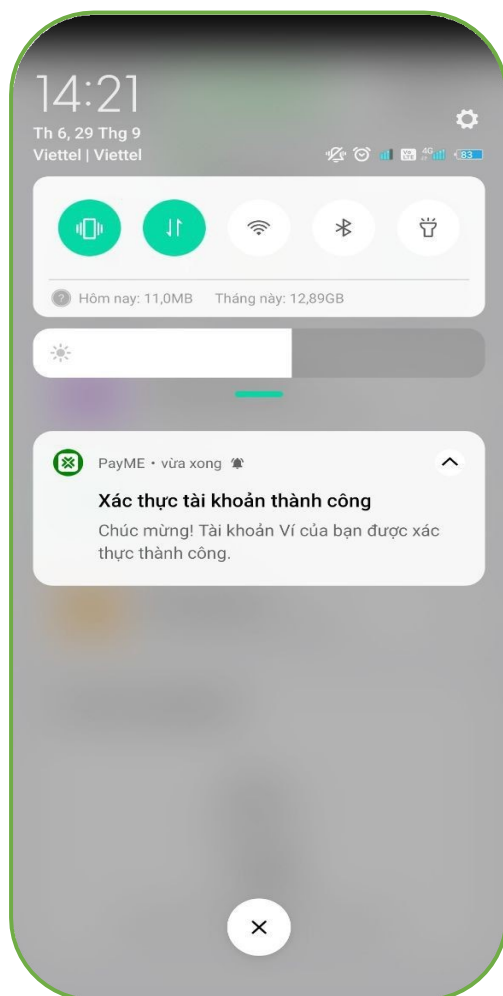 14:21
Th 6, 29 Thg 9
Viettel | Viettel
4G 83
Hôm nay: 11,0MB Tháng này: 12,89GB
PayME • vừa xong
Xác thực tài khoản thành công
Chúc mừng! Tài khoản Ví của bạn được xác
thực thành công.